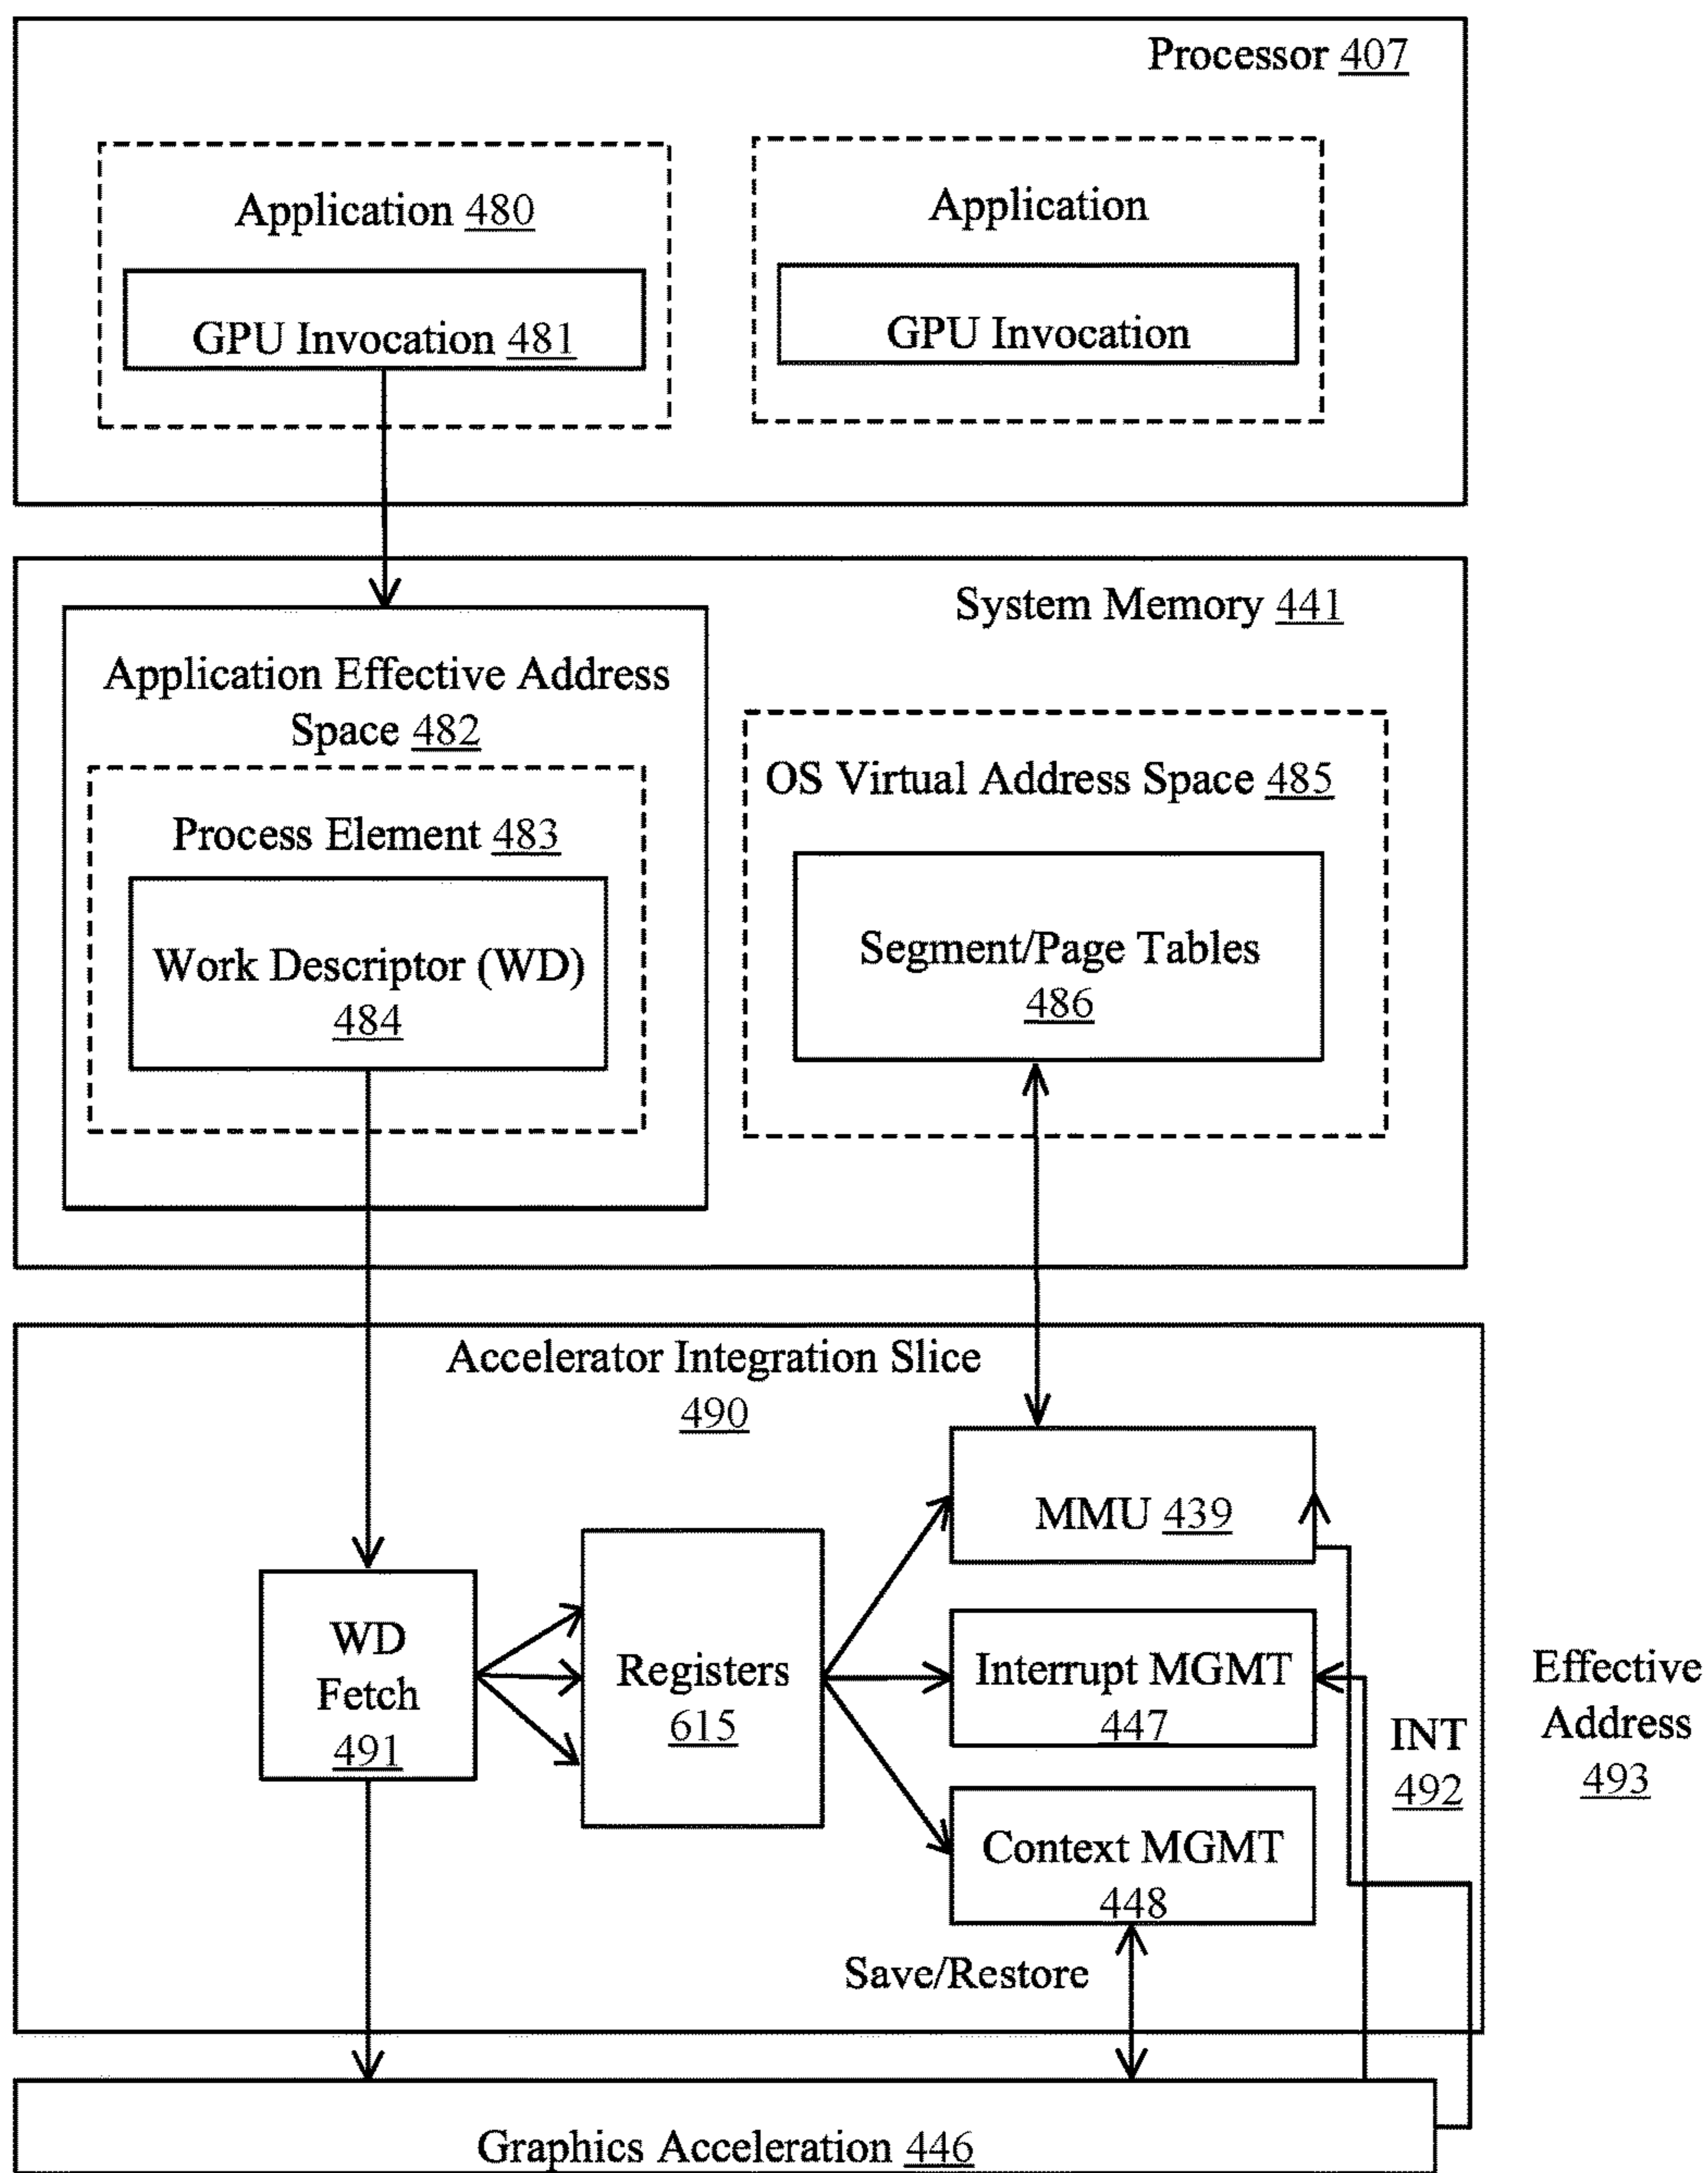 Processor 407
Application 480
GPU Invocation 481
Application
GPU Invocation
System Memory 441
Application Effective Address
Space 482
Process Element 483
Work Descriptor (WD)
484
OS Virtual Address Space 485
Segment/Page Tables
486
Accelerator Integration Slice
490
WD
Fetch
491
Registers
615
MMU 439
Interrupt MGMT
447
Context MGMT
448
Save/Restore
INT
492
Effective
Address
493
Graphics Acceleration 446